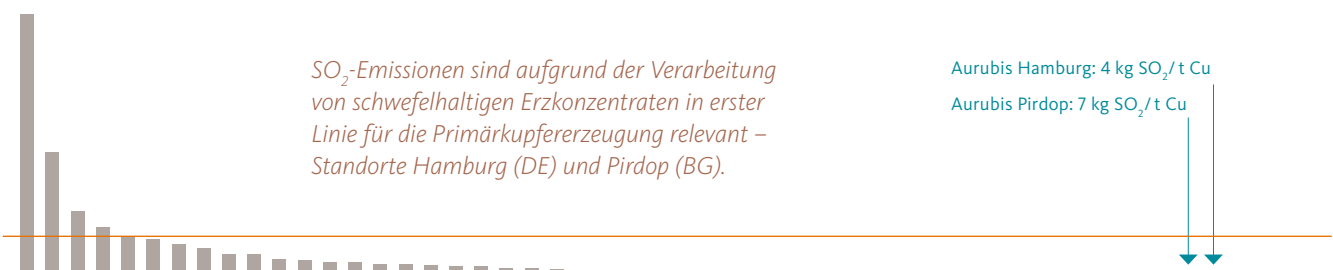 SO₂-Emissionen sind aufgrund der Verarbeitung
von schwefelhaltigen Erzkonzentraten in erster
Linie für die Primärkupfererzeugung relevant –
Standorte Hamburg (DE) und Pirdop (BG).
Aurubis Hamburg: 4 kg SO₂/ t Cu
Aurubis Pirdop: 7 kg SO₂/ t Cu